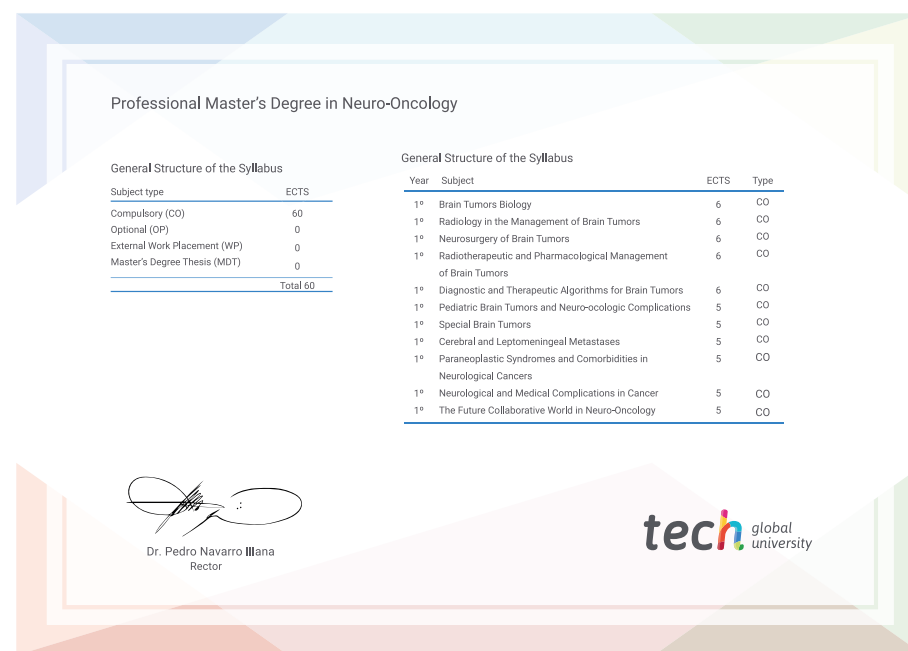 Professional Master's Degree in Neuro-Oncology
General Structure of the Syllabus
Subject type ECTS
Compulsory (CO) 60
Optional (OP) 0
External Work Placement (WP) 0
Master's Degree Thesis (MDT) 0
Total 60
General Structure of the Syllabus
Year Subject ECTS Type
1º Brain Tumors Biology 6 CO
1º Radiology in the Management of Brain Tumors 6 CO
1º Neurosurgery of Brain Tumors 6 CO
1º Radiotherapeutic and Pharmacological Management 6 CO
of Brain Tumors
1º Diagnostic and Therapeutic Algorithms for Brain Tumors 6 CO
1º Pediatric Brain Tumors and Neuro-ocologic Complications 5 CO
1º Special Brain Tumors 5 CO
1º Cerebral and Leptomeningeal Metastases 5 CO
1º Paraneoplastic Syndromes and Comorbidities in 5 CO
Neurological Cancers
1º Neurological and Medical Complications in Cancer 5 CO
1º The Future Collaborative World in Neuro-Oncology 5 CO
Dr. Pedro Navarro Illana
Rector
tech global
university